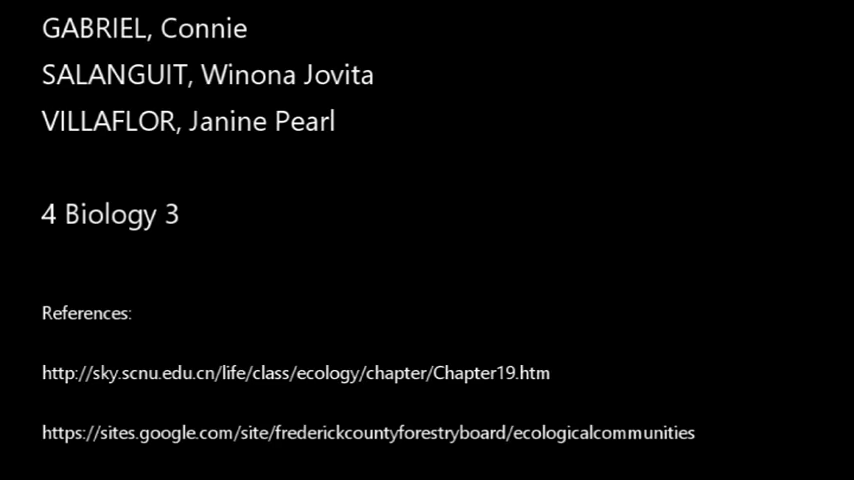 GABRIEL, Connie
SALANGUIT, Winona Jovita
VILLAFLOR, Janine Pearl
4 Biology 3
References:
http://sky.scnu.edu.cn/life/class/ecology/chapter/Chapter19.htm
https://sites.google.com/site/frederickcountyforestryboard/ecologicalcommunities